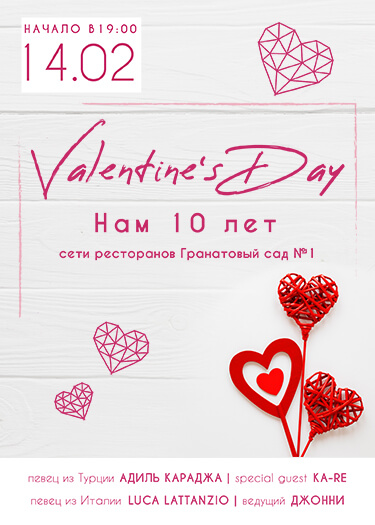 НАЧАЛО В 19:00
14.02
Valentine's Day
Нам 10 лет
сети ресторанов Гранатовый сад №1
певец из Турции АДИЛЬ КАРАДЖА | special guest KA-RE
певец из Италии LUCA LATTANZIO | ведущий ДЖОННИ